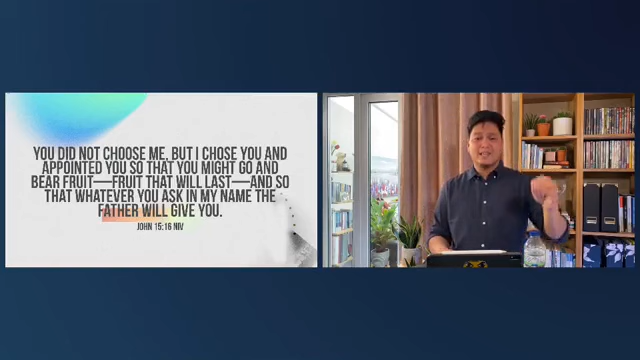 YOU DID NOT CHOOSE ME, BUT I CHOSE YOU AND
APPOINTED YOU SO THAT YOU MIGHT GO AND
BEAR FRUIT—FRUIT THAT WILL LAST—AND SO
THAT WHATEVER YOU ASK IN MY NAME THE
FATHER WILL GIVE YOU.
JOHN 15:16 NIV